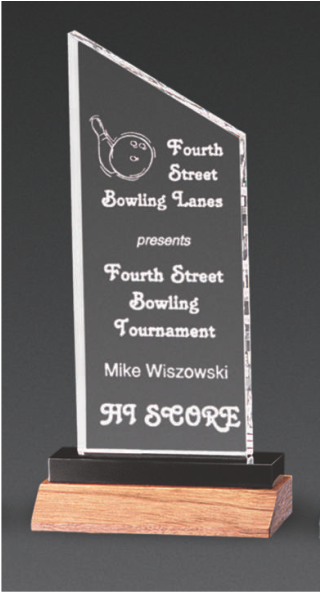 Fourth
Street
Bowling Lanes
presents
Fourth Street
Bowling
Tournament
Mike Wiszowski
HI SCORE